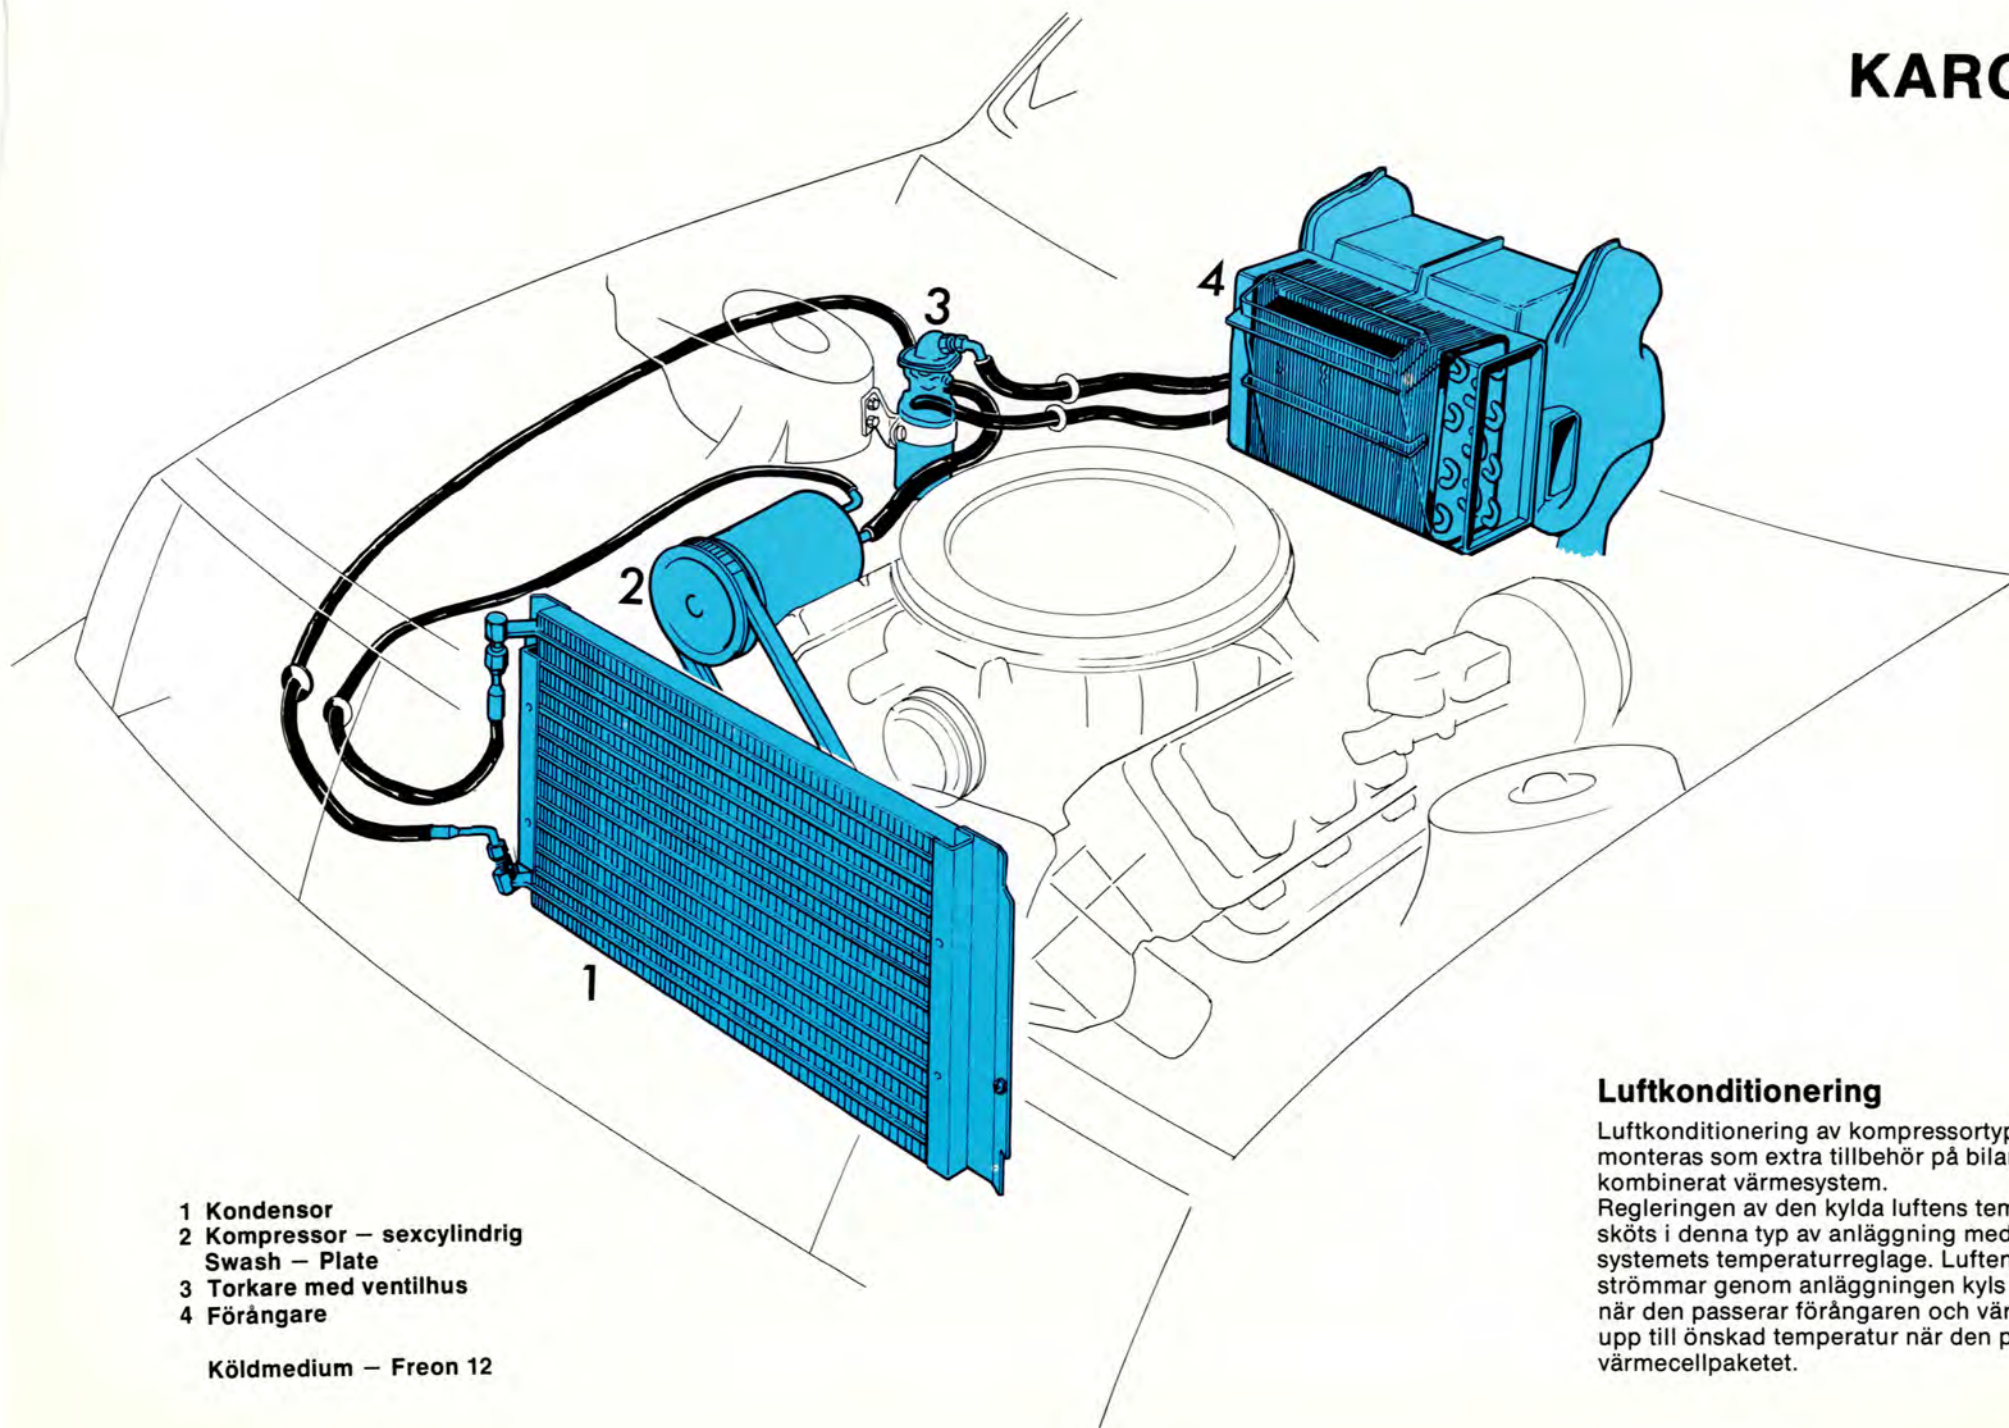 KARO
3
4
2
1
1 Kondensor
2 Kompressor — sexcylindrig
Swash — Plate
3 Torkare med ventilhus
4 Förångare
Köldmedium — Freon 12
Luftkonditionering
Luftkonditionering av kompressortyp
monteras som extra tillbehör på bilar
kombinerat värmesystem.
Regleringen av den kylda luftens tem
sköts i denna typ av anläggning med
systemets temperaturreglage. Luften
strömmar genom anläggningen kyls
när den passerar förångaren och vär
upp till önskad temperatur när den p
värmecellpaketet.